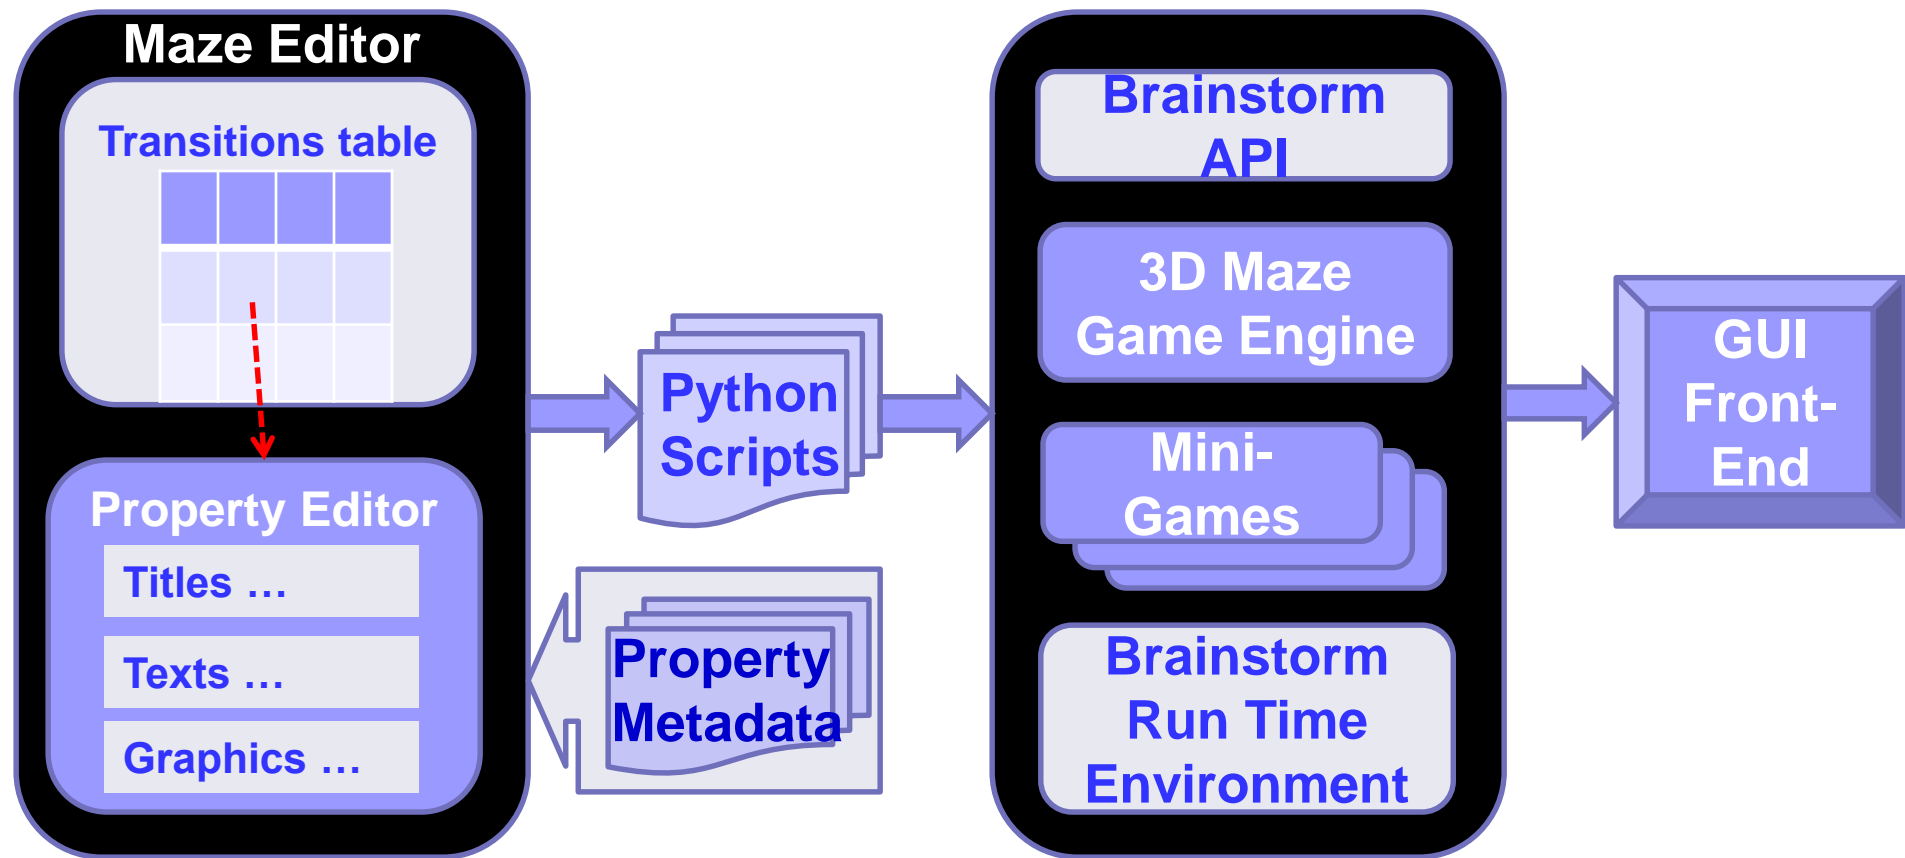 Maze Editor
Transitions table
Property Editor
Titles …
Texts …
Graphics …
Python
Scripts
Property
Metadata
Brainstorm
API
3D Maze
Game Engine
Mini-
Games
Brainstorm
Run Time
Environment
GUI
Front-
End